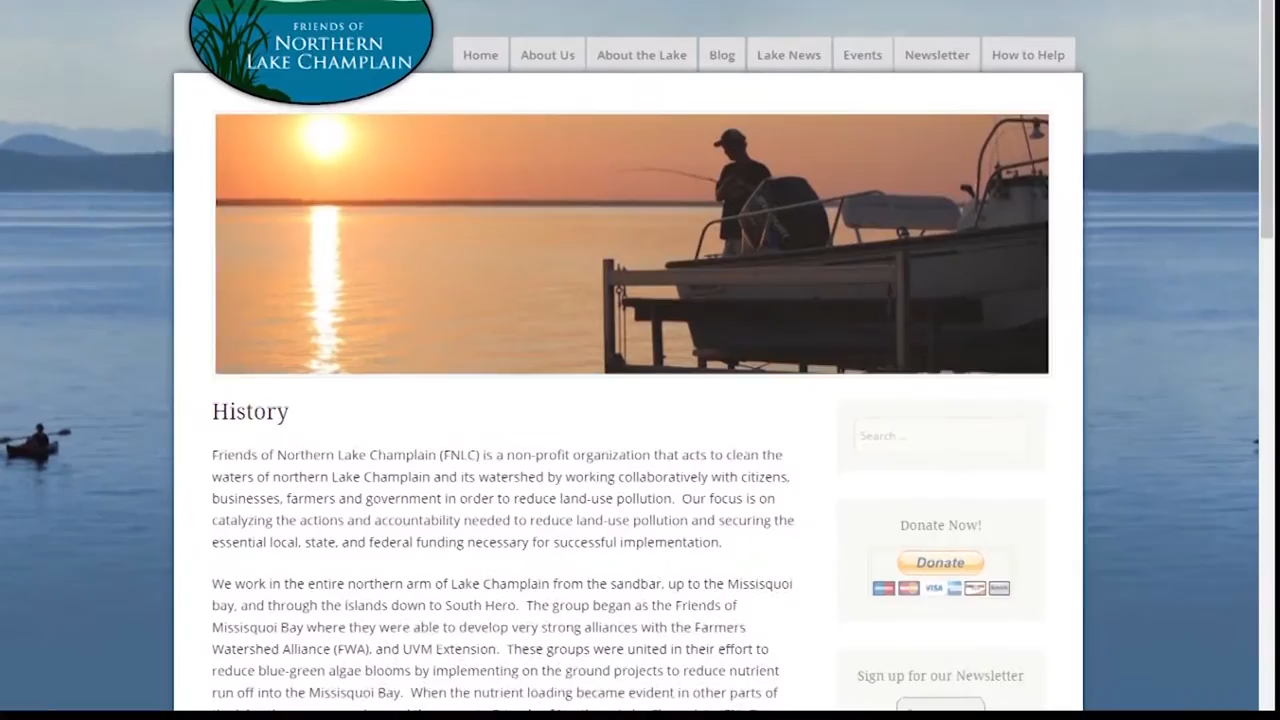 FRIENDS OF
NORTHERN
LAKE CHAMPLAIN
Home
About Us
About the Lake
Blog
Lake News
Events
Newsletter
How to Help
History
Friends of Northern Lake Champlain (FNLC) is a non-profit organization that acts to clean the
waters of northern Lake Champlain and its watershed by working collaboratively with citizens,
businesses, farmers and government in order to reduce land-use pollution.  Our focus is on
catalyzing the actions and accountability needed to reduce land-use pollution and securing the
essential local, state, and federal funding necessary for successful implementation.
We work in the entire northern arm of Lake Champlain from the sandbar, up to the Missisquoi
bay, and through the islands down to South Hero.  The group began as the Friends of
Missisquoi Bay where they were able to develop very strong alliances with the Farmers
Watershed Alliance (FWA), and UVM Extension.  These groups were united in their effort to
reduce blue-green algae blooms by implementing on the ground projects to reduce nutrient
run off into the Missisquoi Bay.  When the nutrient loading became evident in other parts of
Search ...
Donate Now!
Donate
VISA
Sign up for our Newsletter